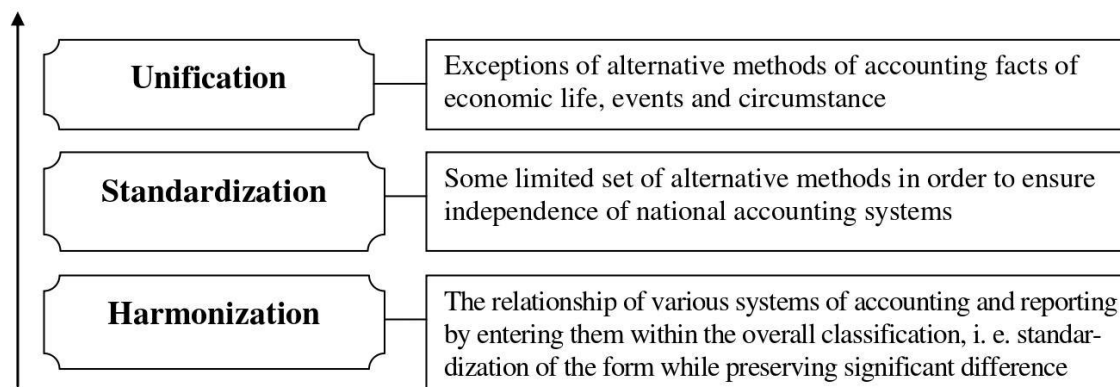 Unification
Exceptions of alternative methods of accounting facts of
economic life, events and circumstance
Standardization
Some limited set of alternative methods in order to ensure
independence of national accounting systems
Harmonization
The relationship of various systems of accounting and reporting
by entering them within the overall classification, i. e. standar-
dization of the form while preserving significant difference